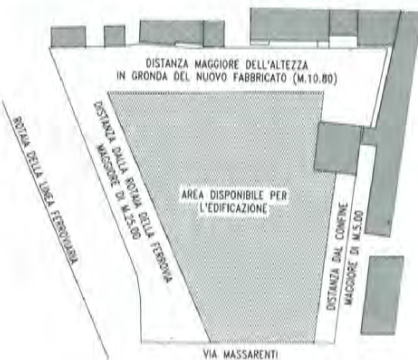 DISTANZA MAGGIORE DELL'ALTEZZA
IN GRONDA DEL NUOVO FABBRICATO (M.10.80)
ROTAIA DELLA LINEA FERROVIARIA
DISTANZA DALLA ROTAIA DELLA FERROVIA
MAGGIORE DI M.25.00
AREA DISPONIBILE PER
L'EDIFICAZIONE
DISTANZA DAL CONFINE
MAGGIORE DI M.5.00
VIA MASSARENTI